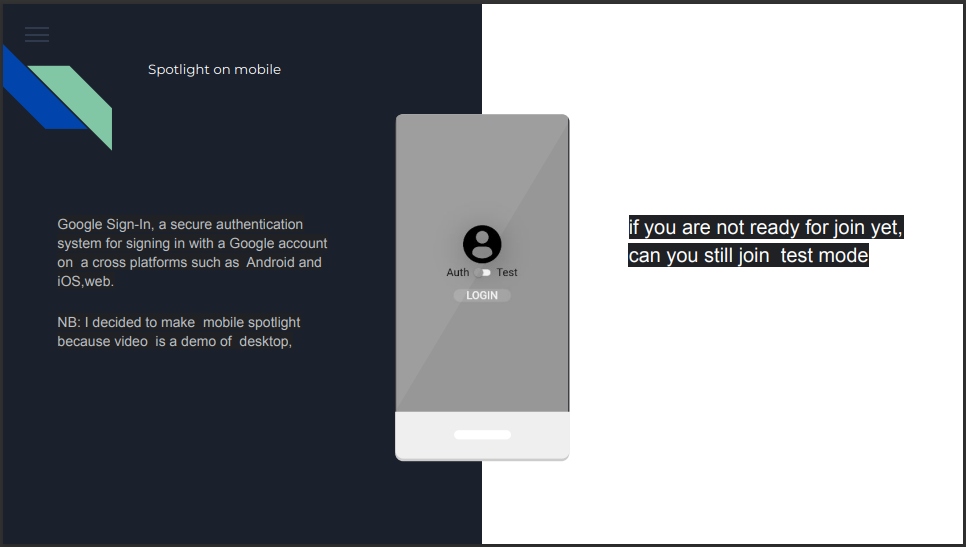 Spotlight on mobile
Google Sign-In, a secure authentication
system for signing in with a Google account
on  a cross platforms such as  Android and
iOS,web.
NB: I decided to make  mobile spotlight
because video  is a demo of  desktop,
Auth Test
LOGIN
if you are not ready for join yet,
can you still join  test mode